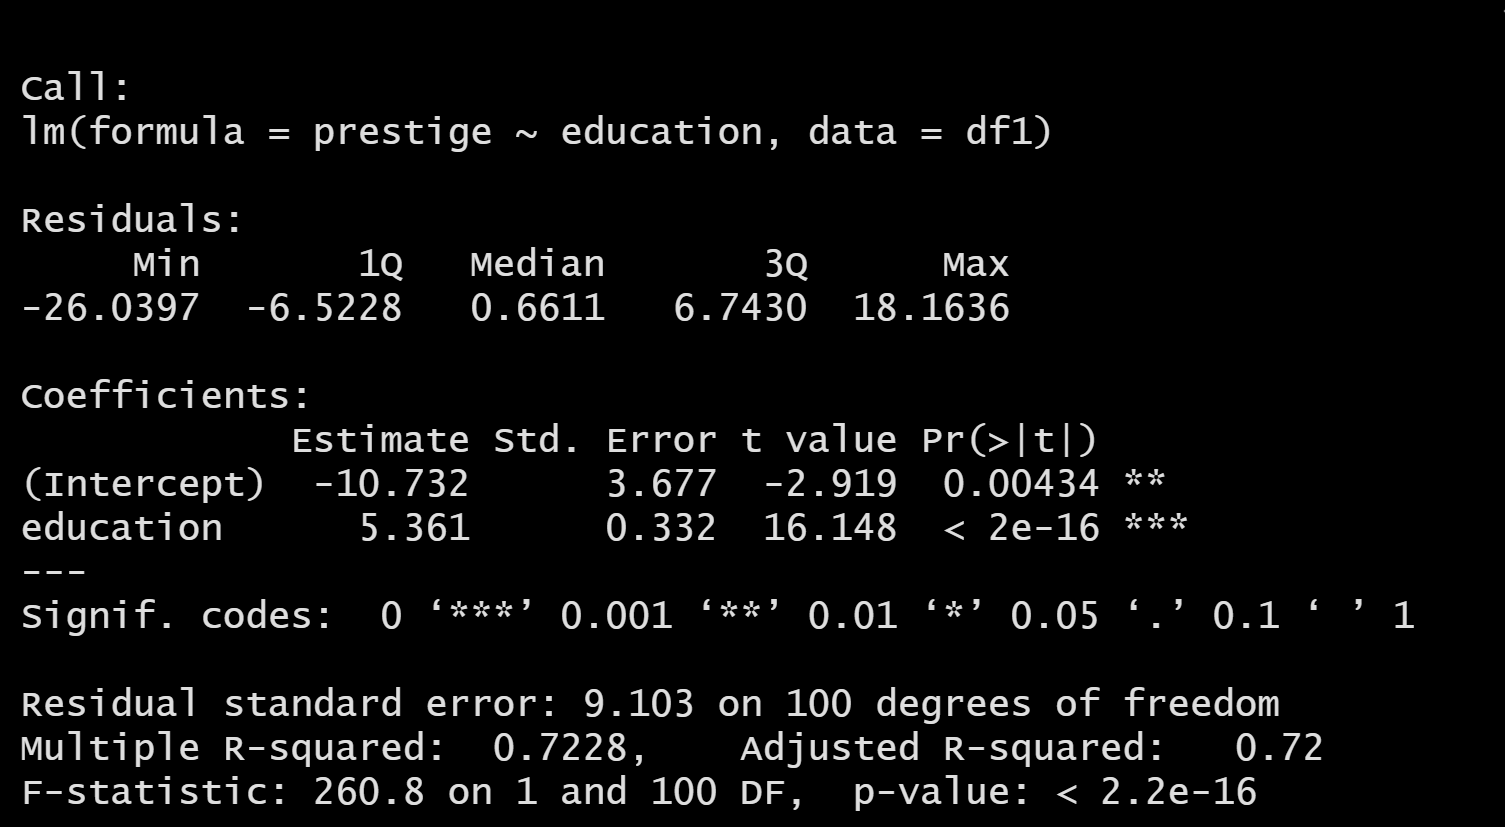 Call:
lm(formula = prestige ~ education, data = df1)
Residuals:
     Min       1Q   Median       3Q      Max
-26.0397  -6.5228   0.6611   6.7430  18.1636
Coefficients:
            Estimate Std. Error t value Pr(>|t|)
(Intercept)  -10.732      3.677  -2.919  0.00434 **
education      5.361      0.332  16.148  < 2e-16 ***
---
Signif. codes:  0 ‘***’ 0.001 ‘**’ 0.01 ‘*’ 0.05 ‘.’ 0.1 ‘ ’ 1
Residual standard error: 9.103 on 100 degrees of freedom
Multiple R-squared:  0.7228,    Adjusted R-squared:   0.72
F-statistic: 260.8 on 1 and 100 DF,  p-value: < 2.2e-16